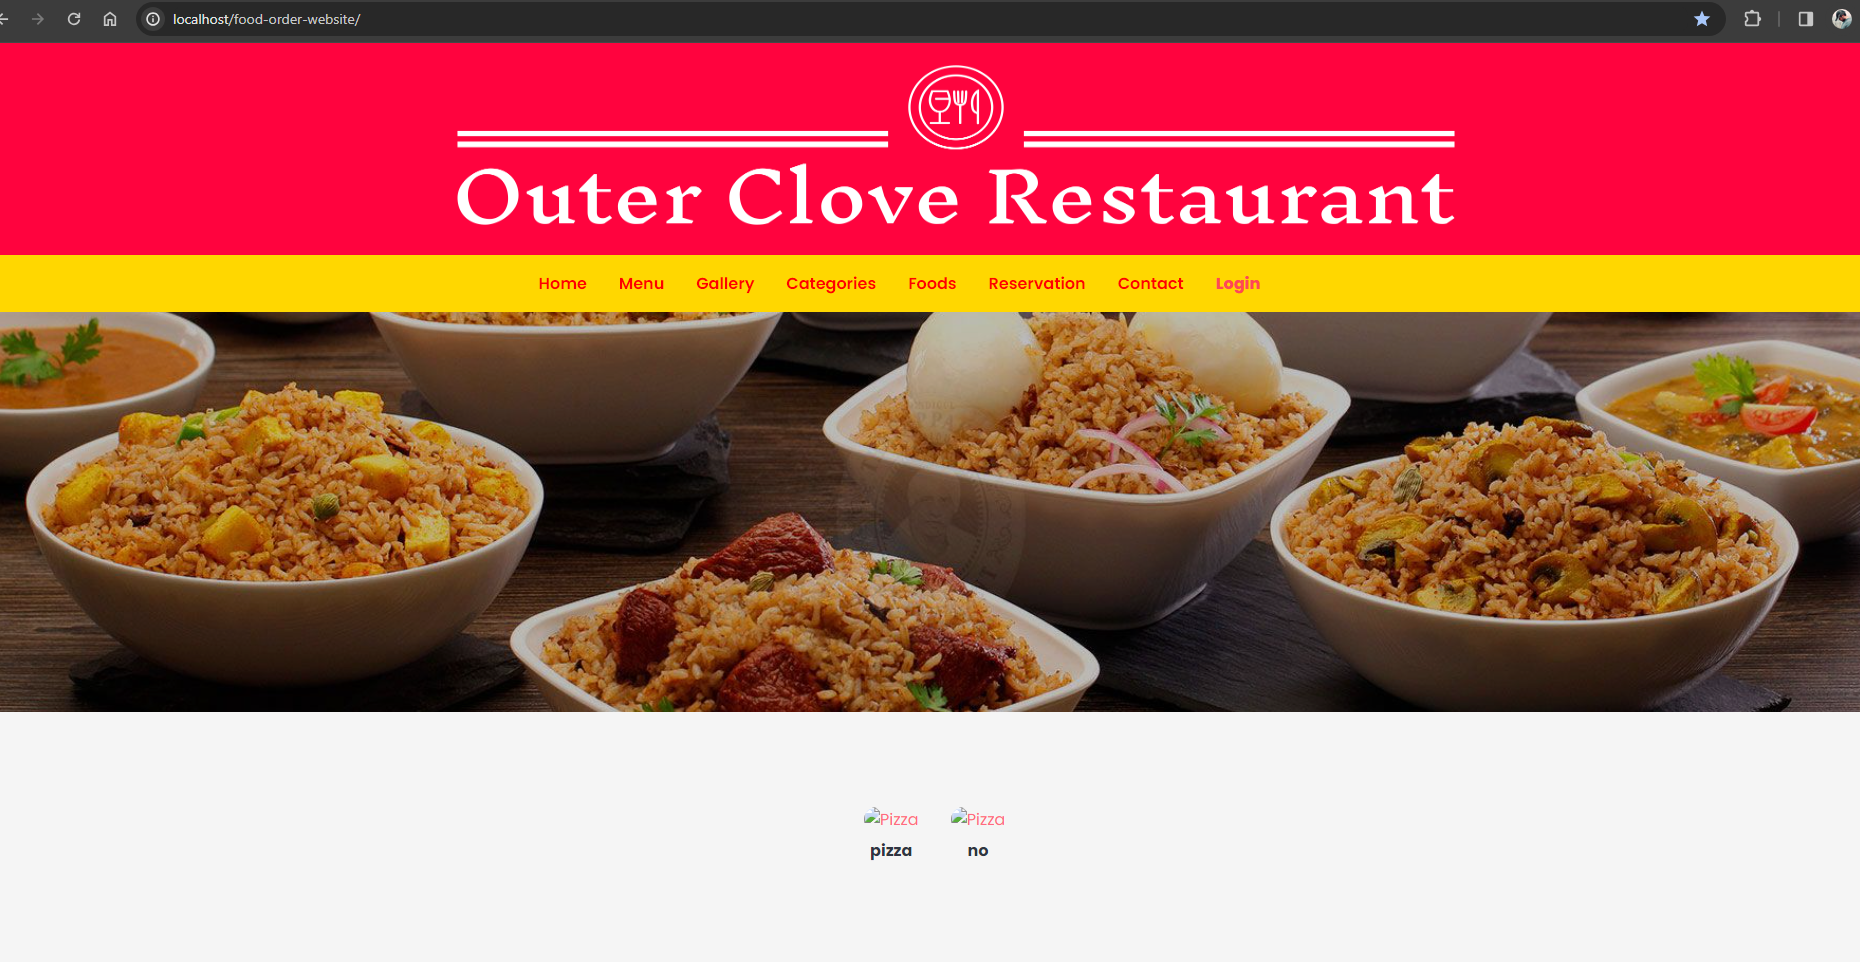 localhost/food-order-website/
Outer Clove Restaurant
Home Menu Gallery Categories Foods Reservation Contact Login
Pizza Pizza
pizza no